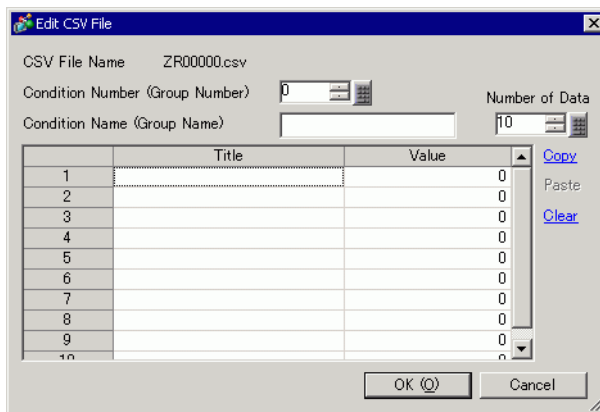 Edit CSV File
CSV File Name ZR00000.csv
Condition Number (Group Number) 0
Number of Data
Condition Name (Group Name) 10
Title Value Copy
1 0
Paste
2 0
3 0 Clear
4 0
5 0
6 0
7 0
8 0
9 0
10 0
OK (O) Cancel